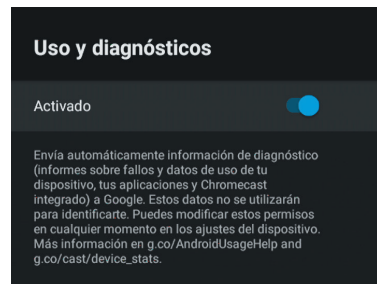 Uso y diagnósticos
Activado
Envía automáticamente información de diagnóstico
(informes sobre fallos y datos de uso de tu
dispositivo, tus aplicaciones y Chromecast
integrado) a Google. Estos datos no se utilizarán
para identificarte. Puedes modificar estos permisos
en cualquier momento en los ajustes del dispositivo.
Más información en g.co/AndroidUsageHelp and
g.co/cast/device_stats.